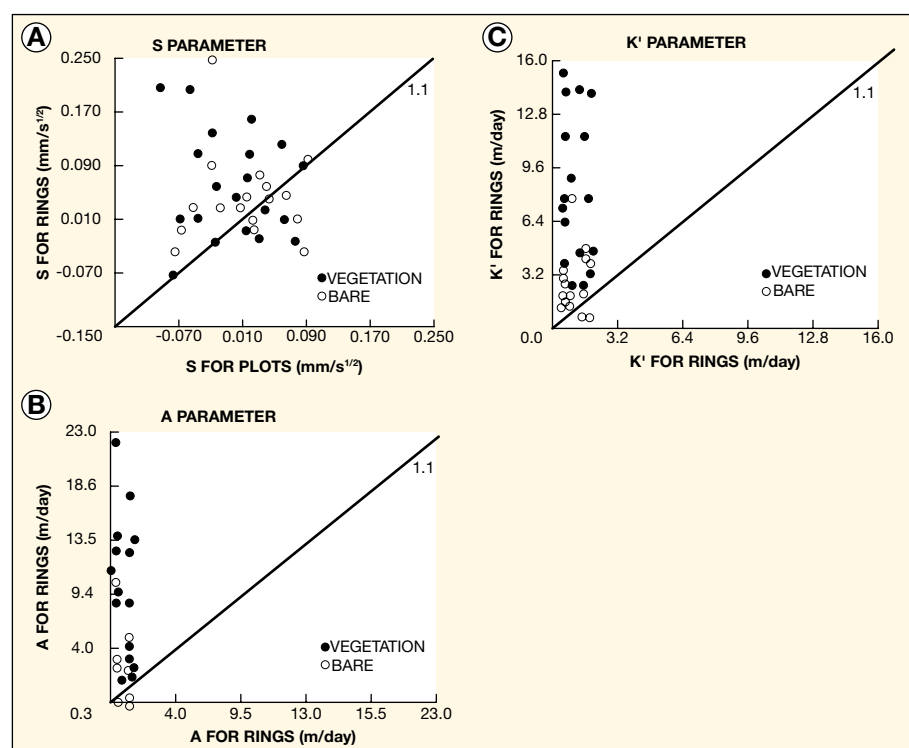 A
S PARAMETER
0.250
0.170
0.090
0.010
-0.070
-0.150
S FOR RINGS (mm/s1/2)
1.1
VEGETATION
BARE
-0.070 0.010 0.090 0.170 0.250
S FOR PLOTS (mm/s1/2)
B
A PARAMETER
23.0
18.6
13.5
9.4
4.0
0.3
A FOR RINGS (m/day)
1.1
VEGETATION
BARE
4.0 9.5 13.0 15.5 23.0
A FOR RINGS (m/day)
C
K' PARAMETER
16.0
12.8
9.6
6.4
3.2
0.0
K' FOR RINGS (m/day)
1.1
VEGETATION
BARE
3.2 6.4 9.6 12.8 16.0
K' FOR RINGS (m/day)